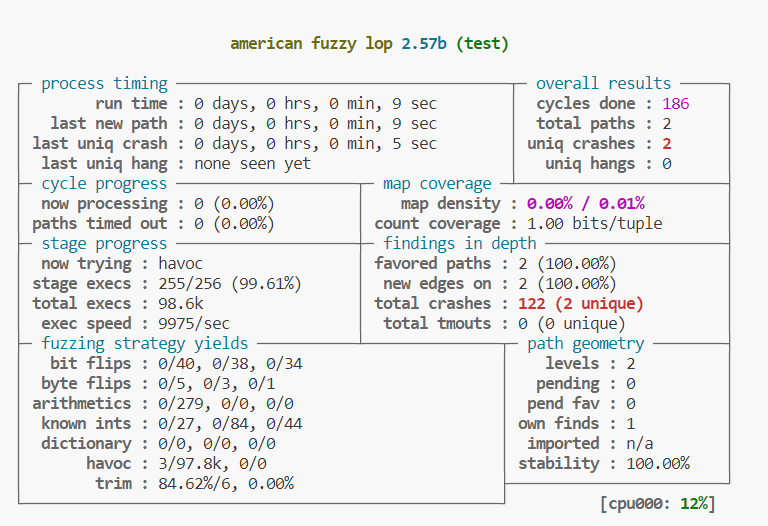 american fuzzy lop 2.57b (test)
process timing overall results
run time : 0 days, 0 hrs, 0 min, 9 sec cycles done : 186
last new path : 0 days, 0 hrs, 0 min, 9 sec total paths : 2
last uniq crash : 0 days, 0 hrs, 0 min, 5 sec uniq crashes : 2
last uniq hang : none seen yet uniq hangs : 0
cycle progress map coverage
now processing : 0 (0.00%) map density : 0.00% / 0.01%
paths timed out : 0 (0.00%) count coverage : 1.00 bits/tuple
stage progress findings in depth
now trying : havoc favored paths : 2 (100.00%)
stage execs : 255/256 (99.61%) new edges on : 2 (100.00%)
total execs : 98.6k total crashes : 122 (2 unique)
exec speed : 9975/sec total tmouts : 0 (0 unique)
fuzzing strategy yields path geometry
bit flips : 0/40, 0/38, 0/34 levels : 2
byte flips : 0/5, 0/3, 0/1 pending : 0
arithmetics : 0/279, 0/0, 0/0 pend fav : 0
known ints : 0/27, 0/84, 0/44 own finds : 1
dictionary : 0/0, 0/0, 0/0 imported : n/a
havoc : 3/97.8k, 0/0 stability : 100.00%
trim : 84.62%/6, 0.00%
[cpu000: 12%]